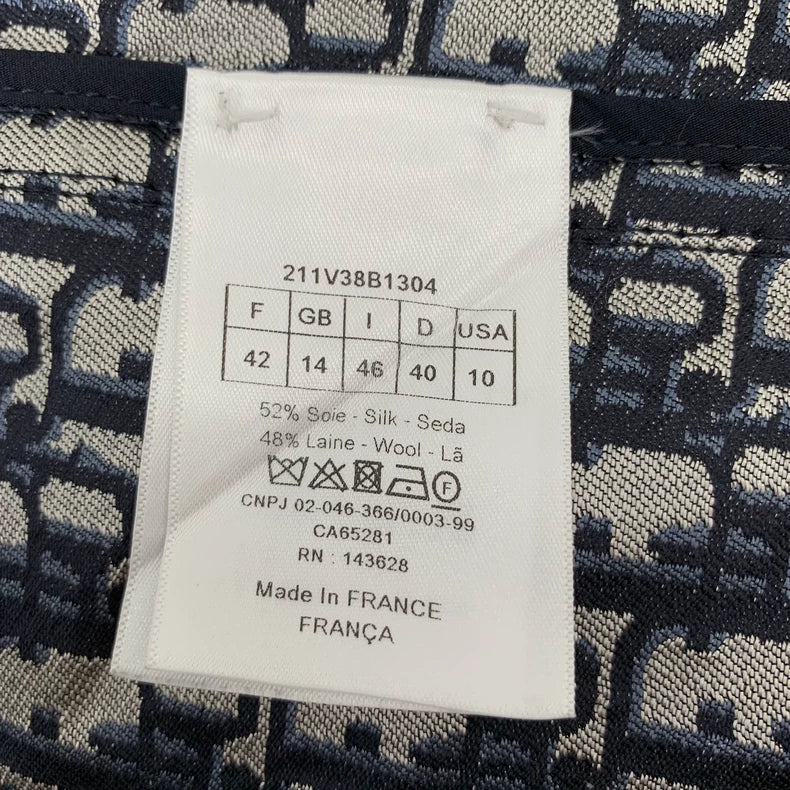 211V38B1304
F GB I D USA
42 14 46 40 10
52% Soie - Silk - Seda
48% Laine - Wool - Lã
F
CNPJ 02-046-366/0003-99
CA65281
RN : 143628
Made In FRANCE
FRANÇA